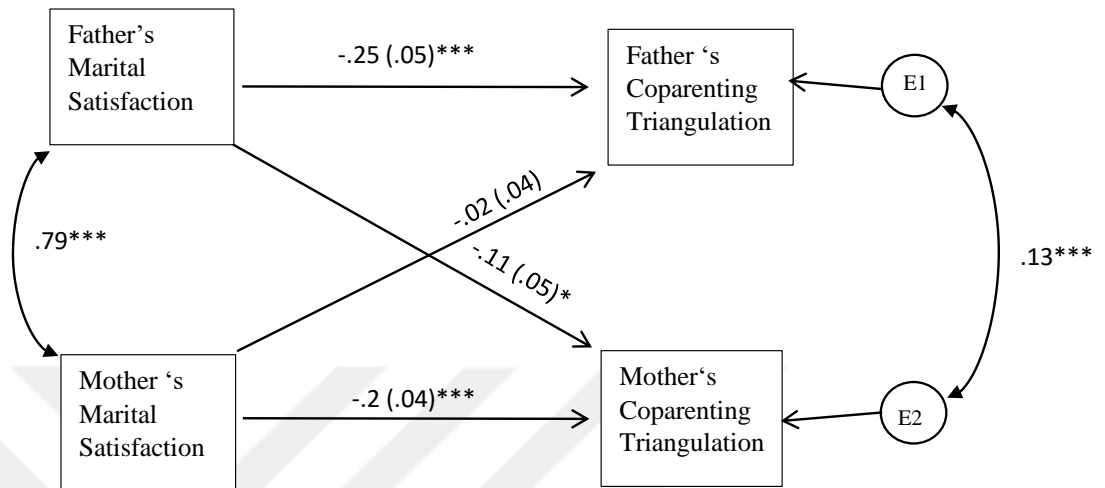 Father's
Marital
Satisfaction
-.25 (.05)***
Father ‘s
Coparenting
Triangulation
E1
.79***
-.02 (.04)
-.11 (.05)*
.13***
Mother ‘s
Marital
Satisfaction
-.2 (.04)***
Mother‘s
Coparenting
Triangulation
E2